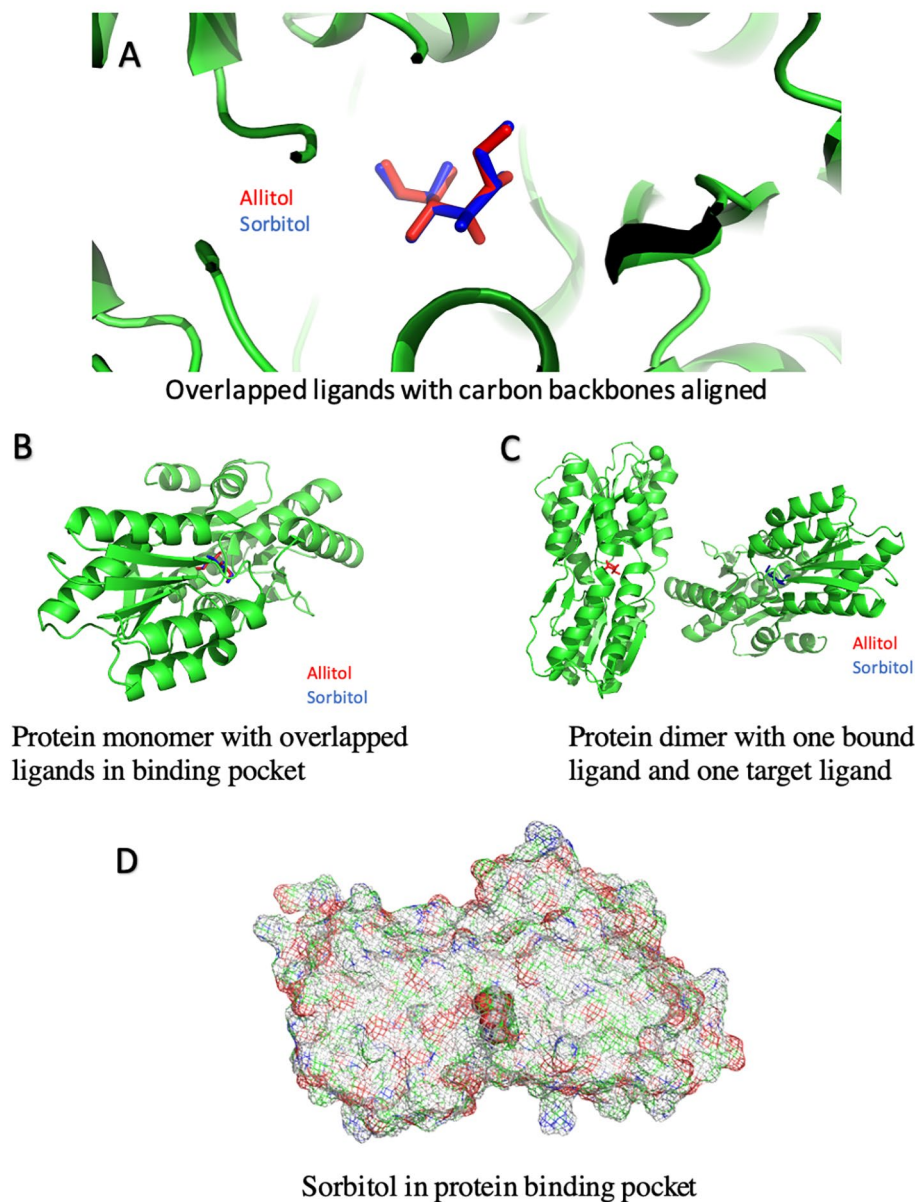 A
Allitol
Sorbitol
Overlapped ligands with carbon backbones aligned
B
Allitol
Sorbitol
Protein monomer with overlapped
ligands in binding pocket
C
Allitol
Sorbitol
Protein dimer with one bound
ligand and one target ligand
D
Sorbitol in protein binding pocket